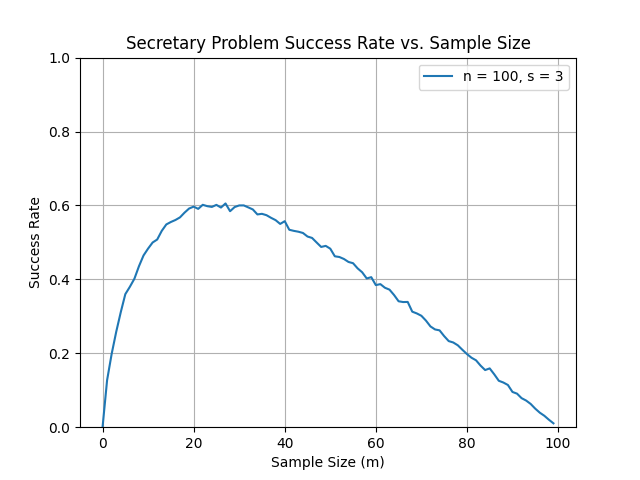 Secretary Problem Success Rate vs. Sample Size
n = 100, s = 3
1.0
0.8
0.6
0.4
0.2
0.0
Success Rate
0 20 40 60 80 100
Sample Size (m)